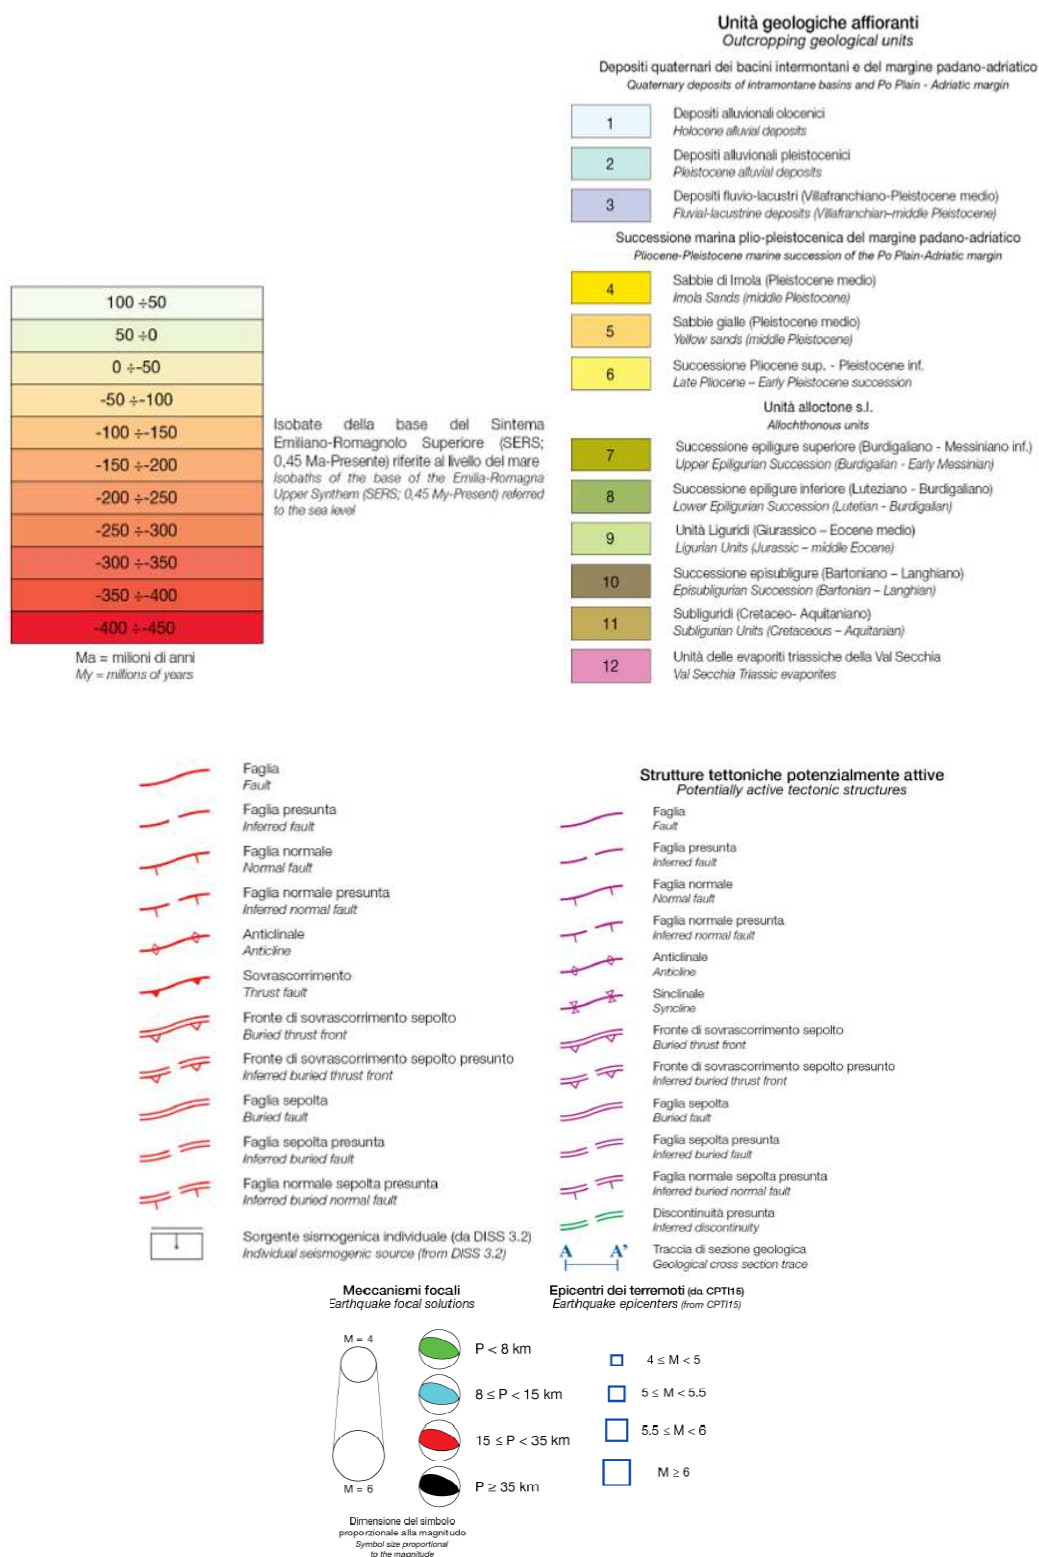 Unità geologiche affioranti
Outcropping geological units
Depositi quaternari dei bacini intermontani e del margine padano-adriatico
Quaternary deposits of intramontane basins and Po Plain - Adriatic margin
1
Depositi alluvionali olocenici
Holocene alluvial deposits
2
Depositi alluvionali pleistocenici
Pleistocene alluvial deposits
3
Depositi fluvio-lacustri (Villafranchiano-Pleistocene medio)
Fluvial-lacustrine deposits (Villafranchian–middle Pleistocene)
Successione marina plio-pleistocenica del margine padano-adriatico
Pliocene-Pleistocene marine succession of the Po Plain-Adriatic margin
4
Sabbie di Imola (Pleistocene medio)
Imola Sands (middle Pleistocene)
5
Sabbie gialle (Pleistocene medio)
Yellow sands (middle Pleistocene)
6
Successione Pliocene sup. - Pleistocene inf.
Late Pliocene – Early Pleistocene succession
Unità alloctone s.l.
Allochthonous units
7
Successione epiligure superiore (Burdigaliano - Messiniano inf.)
Upper Epiligurian Succession (Burdigalian - Early Messinian)
8
Successione epiligure inferiore (Luteziano - Burdigaliano)
Lower Epiligurian Succession (Lutetian - Burdigalian)
9
Unità Liguridi (Giurassico – Eocene medio)
Ligurian Units (Jurassic – middle Eocene)
10
Successione episubligure (Bartoniano – Langhiano)
Episubligurian Succession (Bartonian – Langhian)
11
Subliguridi (Cretaceo- Aquitaniano)
Subligurian Units (Cretaceous – Aquitanian)
12
Unità delle evaporiti triassiche della Val Secchia
Val Secchia Triassic evaporites
100 ÷50
50 ÷0
0 ÷-50
-50 ÷-100
-100 ÷-150
-150 ÷-200
-200 ÷-250
-250 ÷-300
-300 ÷-350
-350 ÷-400
-400 ÷-450
Ma = milioni di anni
My = millions of years
Isobate della base del Sintema
Emiliano-Romagnolo Superiore (SERS;
0,45 Ma-Presente) riferite al livello del mare
Isobaths of the base of the Emilia-Romagna
Upper Synthem (SERS; 0,45 My-Present) referred
to the sea level
Faglia
Fault
Faglia presunta
Inferred fault
Faglia normale
Normal fault
Faglia normale presunta
Inferred normal fault
Anticlinale
Anticline
Sovrascorrimento
Thrust fault
Fronte di sovrascorrimento sepolto
Buried thrust front
Fronte di sovrascorrimento sepolto presunto
Inferred buried thrust front
Faglia sepolta
Buried fault
Faglia sepolta presunta
Inferred buried fault
Faglia normale sepolta presunta
Inferred buried normal fault
Sorgente sismogenica individuale (da DISS 3.2)
Individual seismogenic source (from DISS 3.2)
Strutture tettoniche potenzialmente attive
Potentially active tectonic structures
Faglia
Fault
Faglia presunta
Inferred fault
Faglia normale
Normal fault
Faglia normale presunta
Inferred normal fault
Anticlinale
Anticline
Sinclinale
Syncline
Fronte di sovrascorrimento sepolto
Buried thrust front
Fronte di sovrascorrimento sepolto presunto
Inferred buried thrust front
Faglia sepolta
Buried fault
Faglia sepolta presunta
Inferred buried fault
Faglia normale sepolta presunta
Inferred buried normal fault
Discontinuità presunta
Inferred discontinuity
A A'
Traccia di sezione geologica
Geological cross section trace
Meccanismi focali
Earthquake focal solutions
M = 4
M = 6
P < 8 km
8 ≤ P < 15 km
15 ≤ P < 35 km
P ≥ 35 km
Dimensione del simbolo
proporzionale alla magnitudo
Symbol size proportional
to the magnitude
Epicentri dei terremoti (da CPTI15)
Earthquake epicenters (from CPTI15)
4 ≤ M < 5
5 ≤ M < 5.5
5.5 ≤ M < 6
M ≥ 6